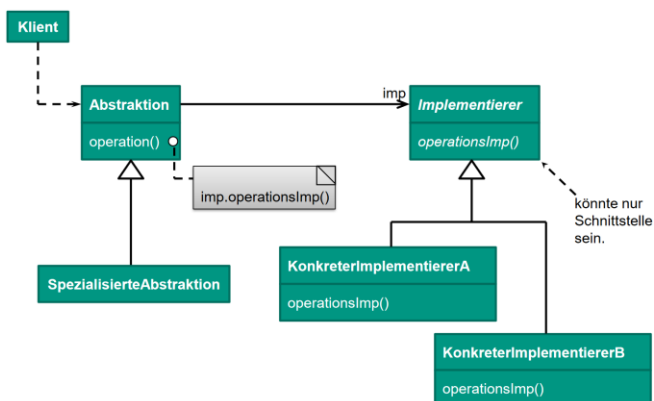 Klient
Abstraktion
imp
Implementierer
operation()
operationsImp()
imp.operationsImp()
könnte nur
Schnittstelle
sein.
KonkreterImplementiererA
SpezialisierteAbstraktion
operationsImp()
KonkreterImplementiererB
operationsImp()